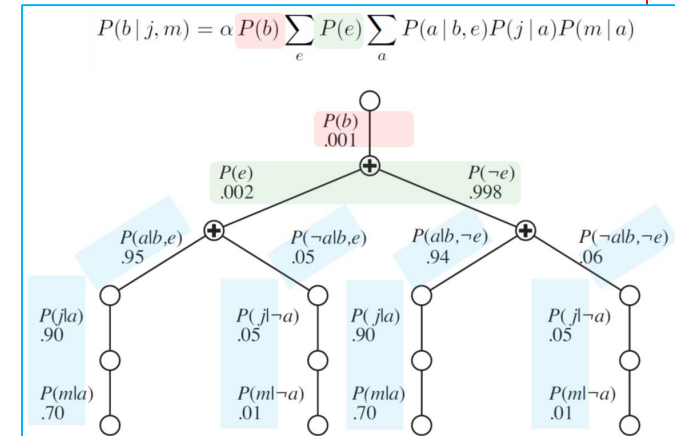 P(b | j, m) = α P(b) ∑ P(e) ∑ P(a | b, e)P(j | a)P(m | a)
e a
P(b)
.001
P(e) P(¬e)
.002 .998
P(a|b,e) P(¬a|b,e) P(a|b,¬e) P(¬a|b,¬e)
.95 .05 .94 .06
P(j|a) P( j|¬a) P( j|a) P( j|¬a)
.90 .05 .90 .05
P(m|a) P(m|¬a) P(m|a) P(m|¬a)
.70 .01 .70 .01